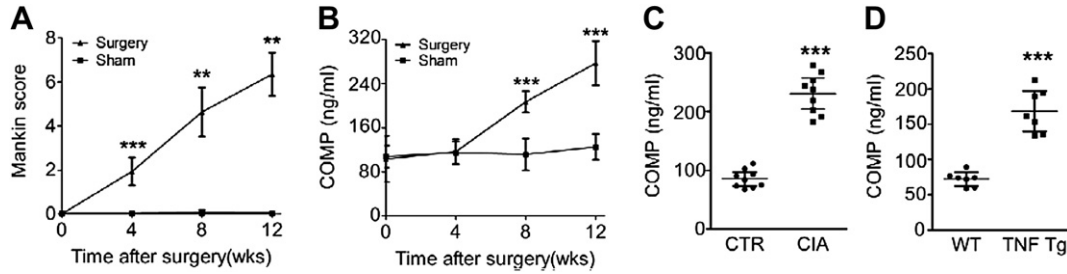 A
Mankin score
8
6
4
2
0
Surgery
Sham
***
**
**
0
4
8
12
Time after surgery(wks)
B
COMP (ng/ml)
320
240
160
80
0
Surgery
Sham
***
***
0
4
8
12
Time after surgery(wks)
C
COMP (ng/ml)
300
200
100
0
***
CTR
CIA
D
COMP (ng/ml)
250
200
150
100
50
0
***
WT
TNF Tg